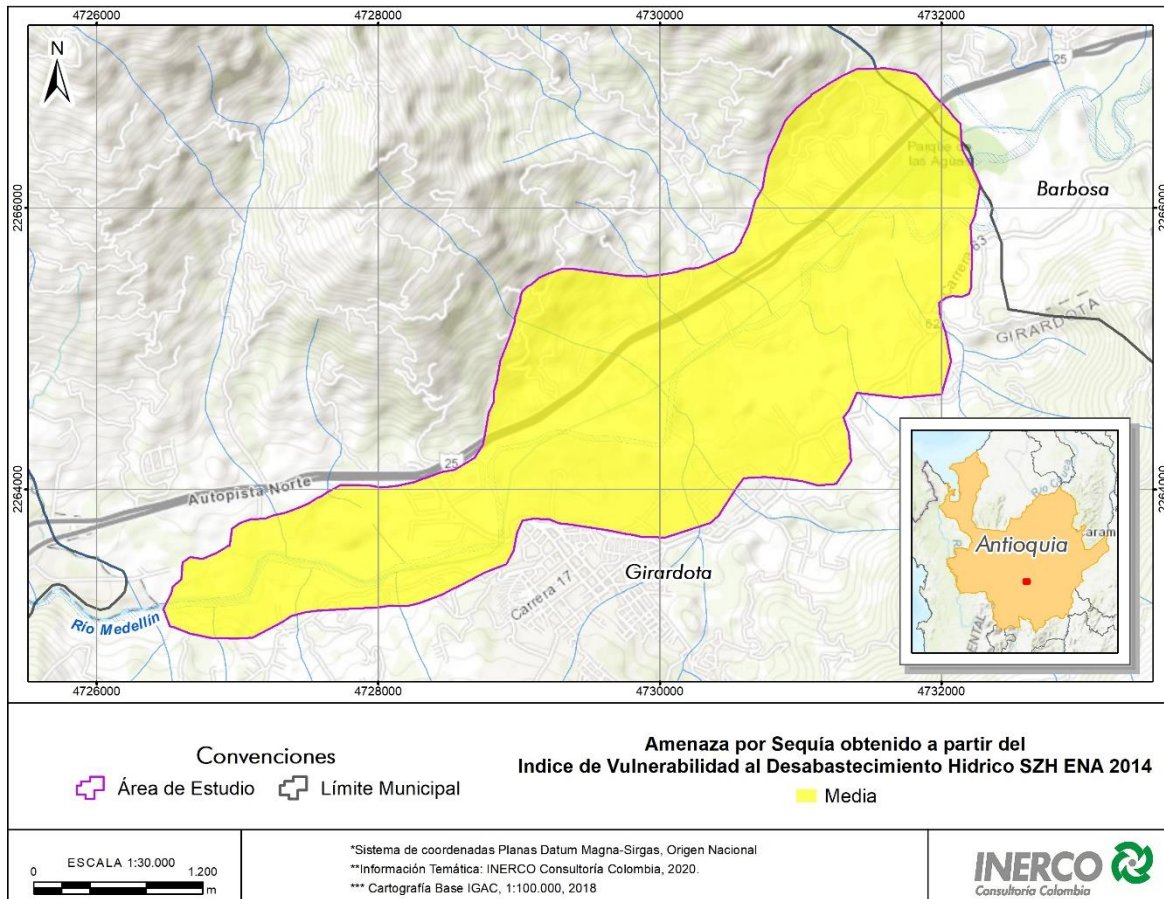 4726000
4728000
4730000
4732000
N
25
Parque de
las Aguas
2266000
2266000
Barbosa
Carrera 63
62
GIRARDOTA
25
Autopista Norte
2264000
2264000
Antioquia
Girardota
Carrera 17
Río Medellín
ENTAL
4726000
4728000
4730000
4732000
Convenciones
Área de Estudio
Límite Municipal
Amenaza por Sequía obtenido a partir del
Indice de Vulnerabilidad al Desabastecimiento Hidrico SZH ENA 2014
Media
ESCALA 1:30.000
0
1.200
m
*Sistema de coordenadas Planas Datum Magna-Sirgas, Origen Nacional
**Información Temática: INERCO Consultoría Colombia, 2020.
*** Cartografía Base IGAC, 1:100.000, 2018
INERCO
Consultoría Colombia